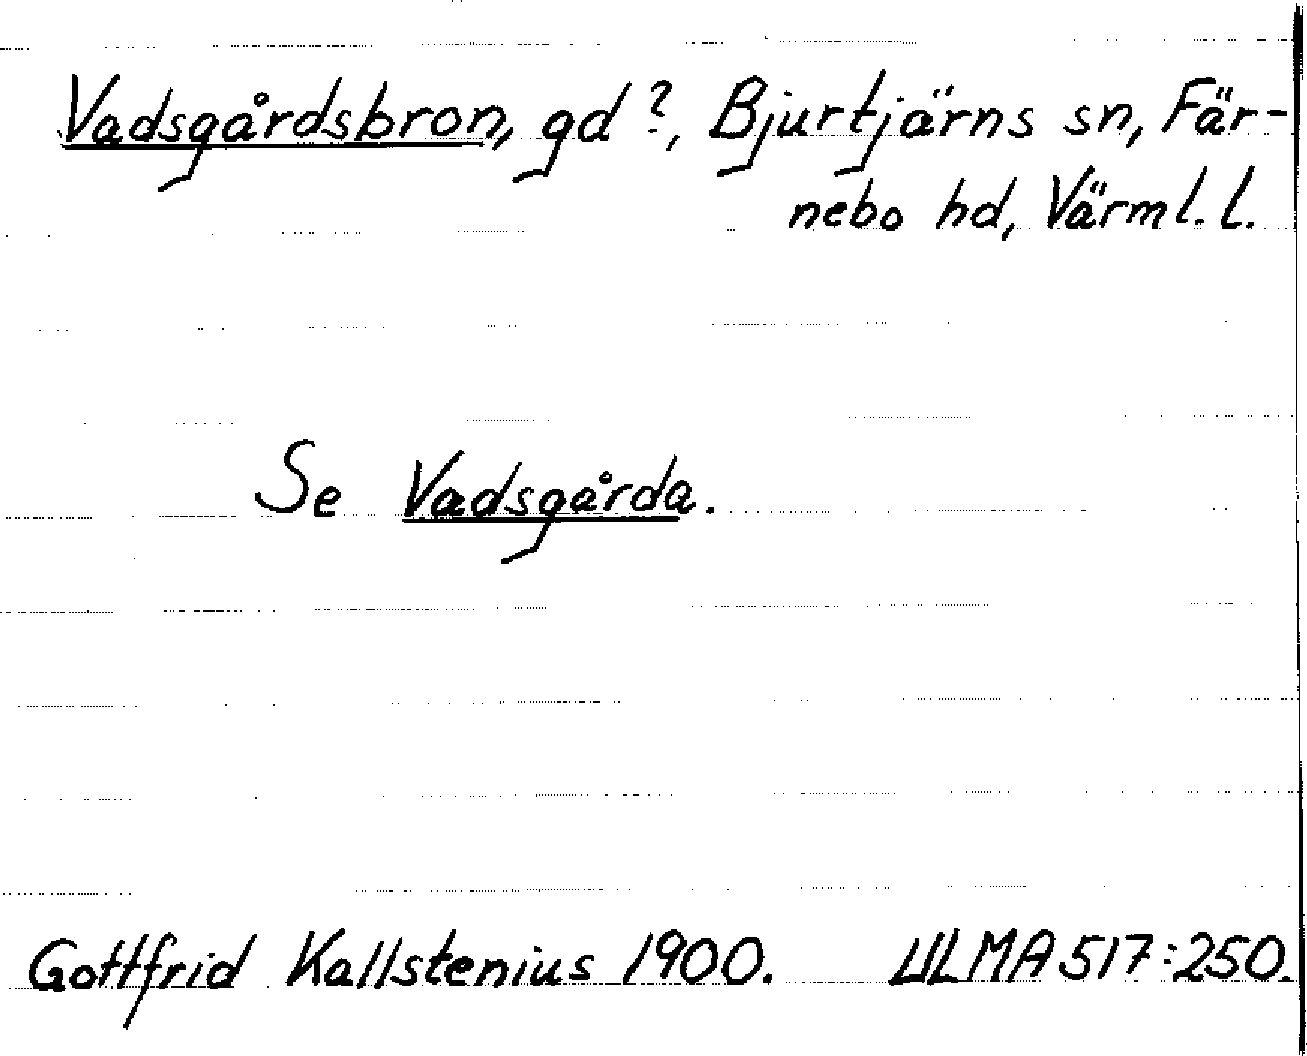 Vadsgårdsbron, gd ?, Bjurtjärns sn, Fär-
nebo hd, Värml. l.
Se Vadsgårda.
Gottfrid Kallstenius 1900. ULMA 517:250.